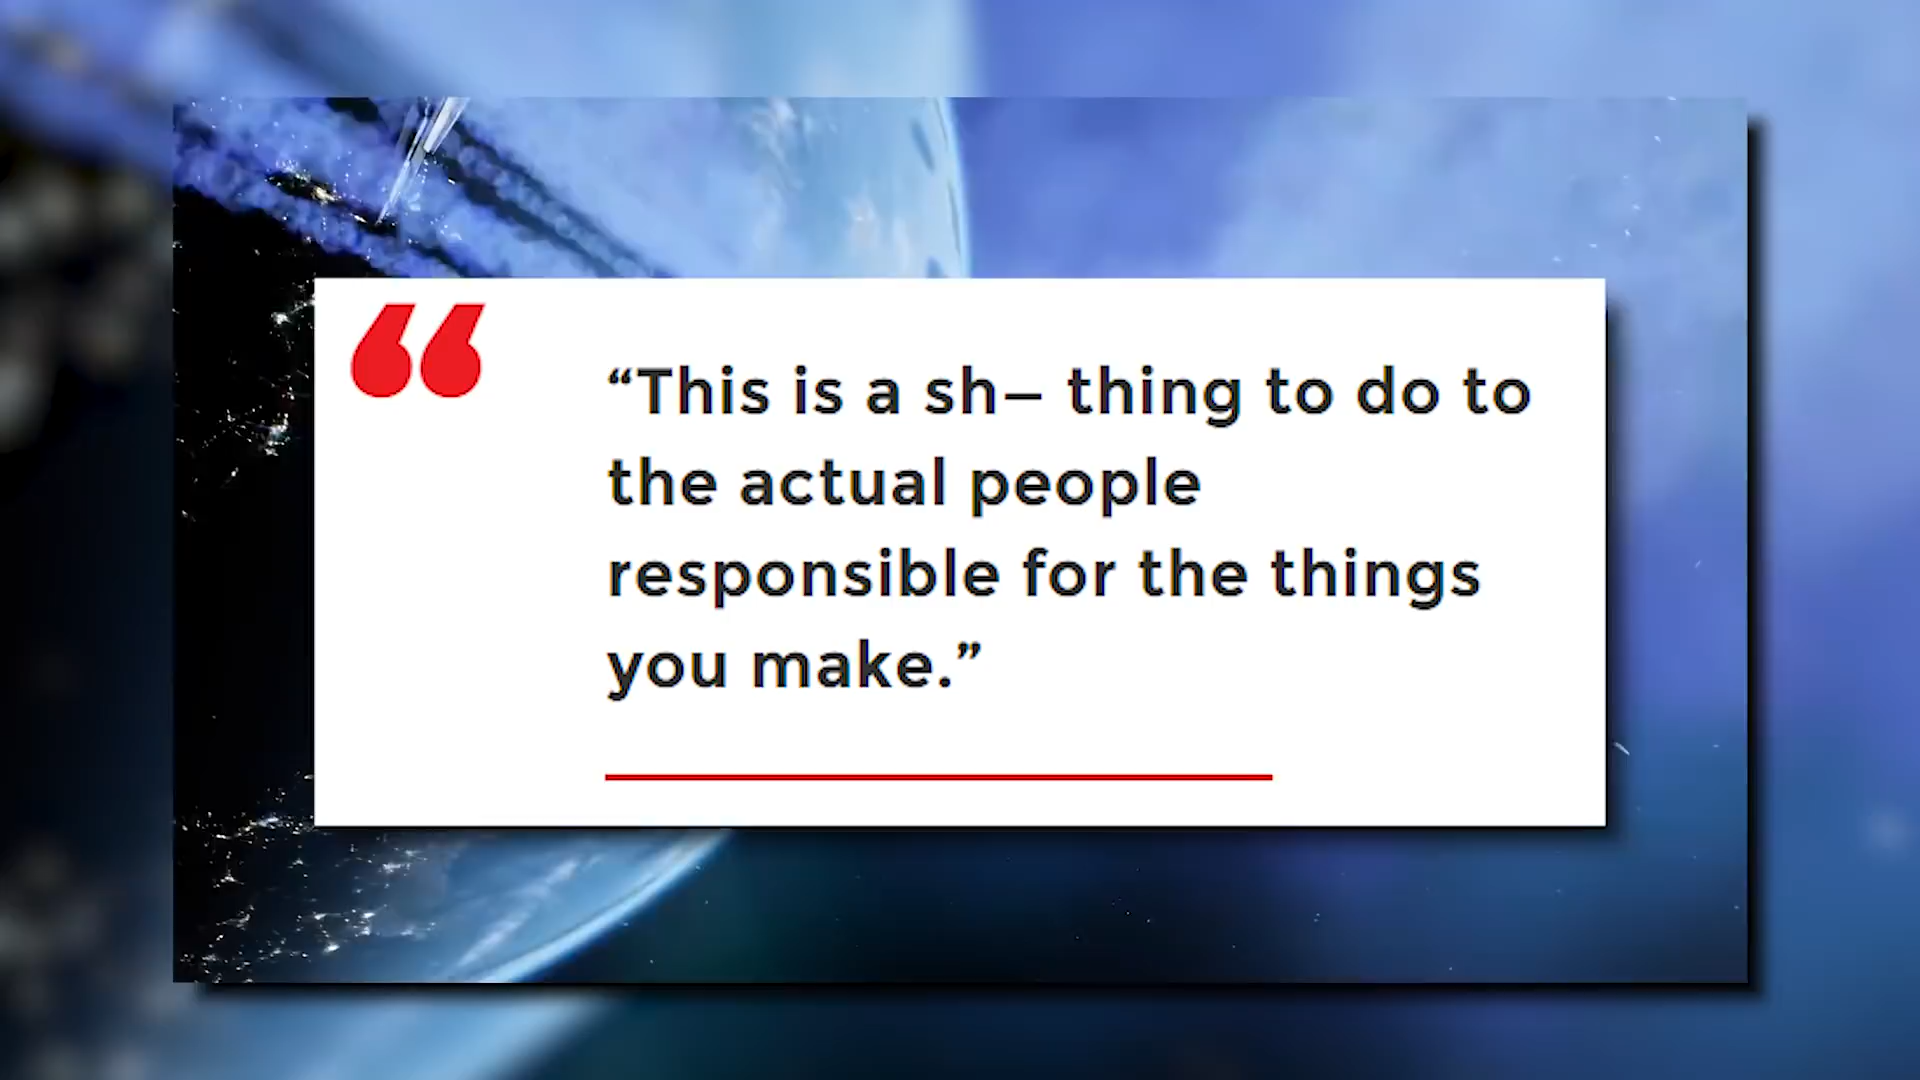 “This is a sh– thing to do to
the actual people
responsible for the things
you make.”